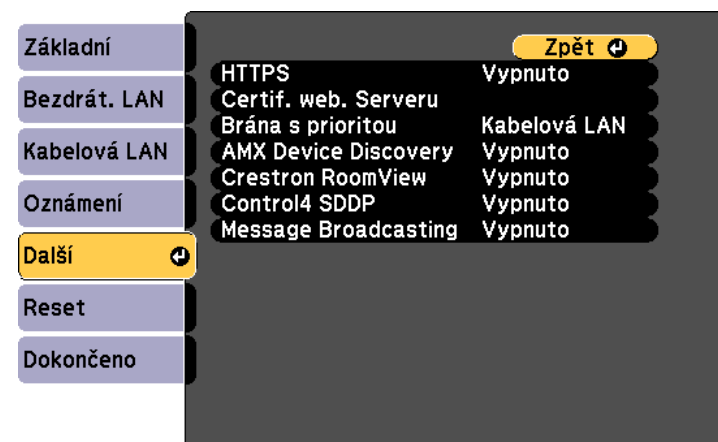 Základní
Bezdrát. LAN
Kabelová LAN
Oznámení
Další
Reset
Dokončeno
Zpět
HTTPS Vypnuto
Certif. web. Serveru
Brána s prioritou Kabelová LAN
AMX Device Discovery Vypnuto
Crestron RoomView Vypnuto
Control4 SDDP Vypnuto
Message Broadcasting Vypnuto